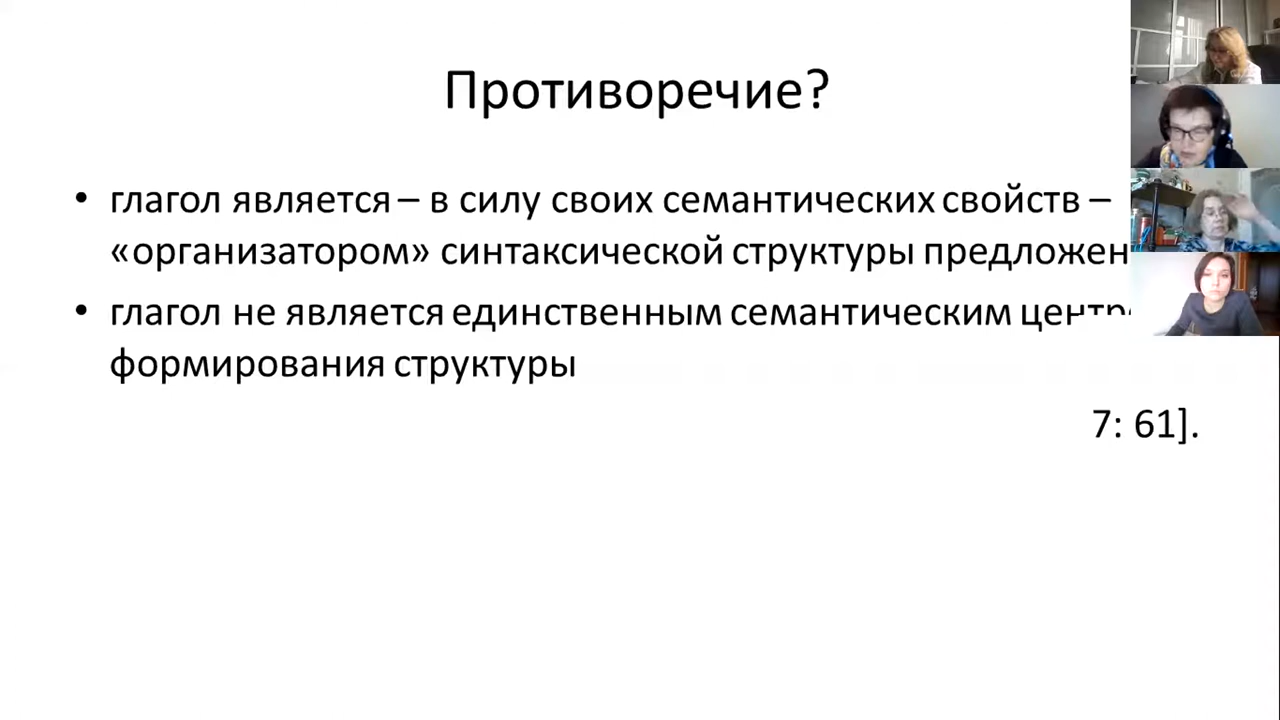 Противоречие?
• глагол является – в силу своих семантических свойств –
«организатором» синтаксической структуры предложен
• глагол не является единственным семантическим центр
формирования структуры
7: 61].